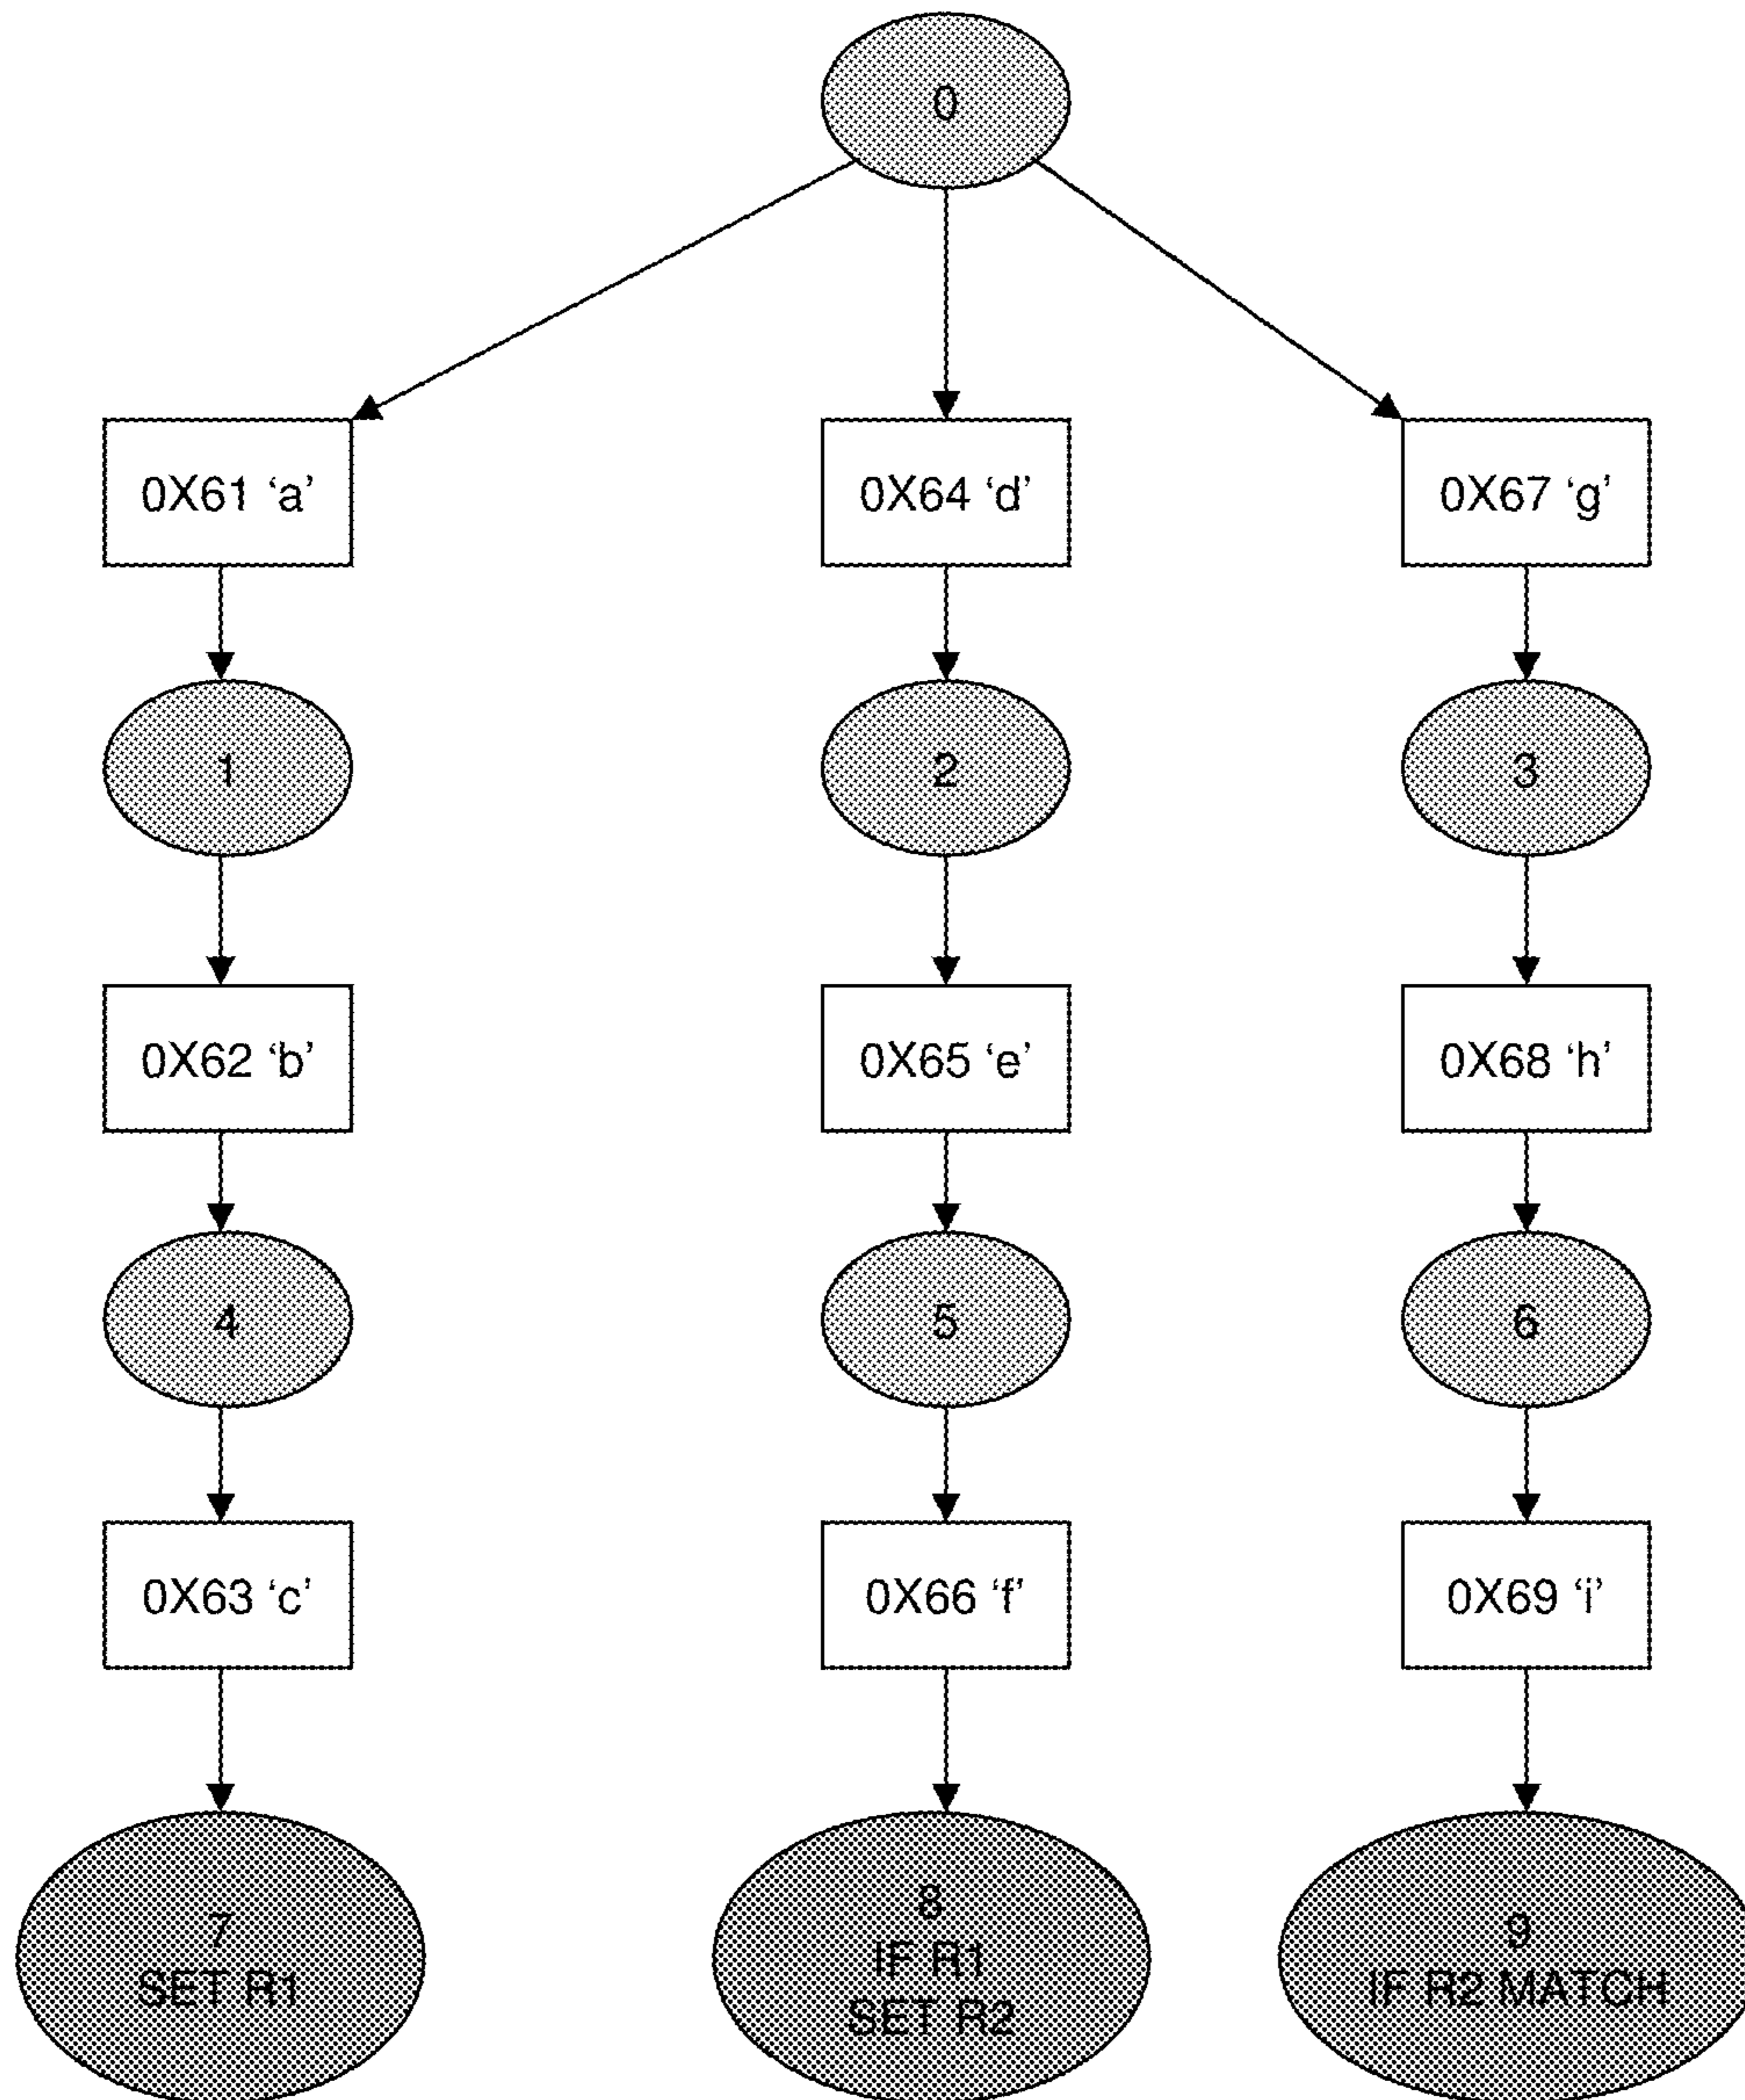 0
0X61 ‘a’
0X64 ‘d’
0X67 ‘g’
1
2
3
0X62 ‘b’
0X65 ‘e’
0X68 ‘h’
4
5
6
0X63 ‘c’
0X66 ‘f’
0X69 ‘i’
7
SET R1
8
IF R1
SET R2
9
IF R2 MATCH